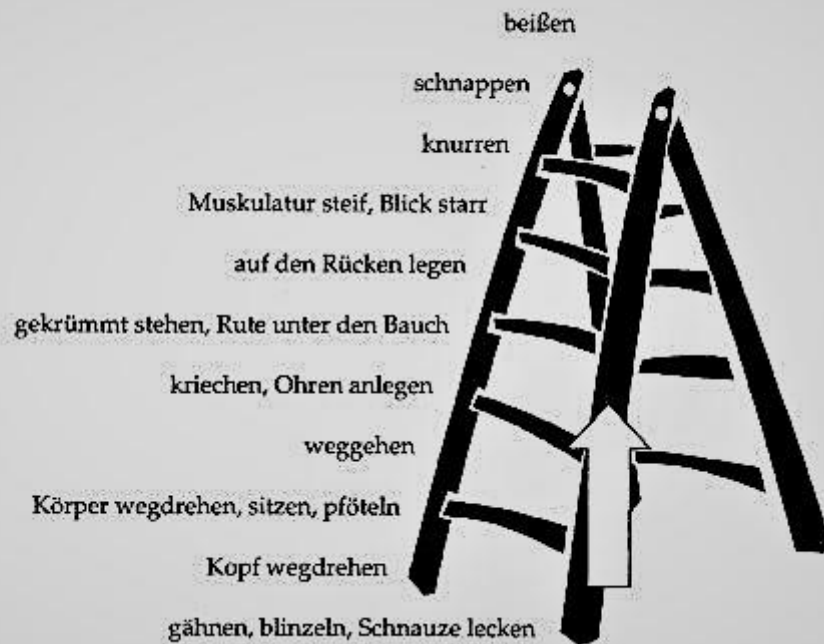 beißen
schnappen
knurren
Muskulatur steif, Blick starr
auf den Rücken legen
gekrümmt stehen, Rute unter den Bauch
kriechen, Ohren anlegen
weggehen
Körper wegdrehen, sitzen, pföteln
Kopf wegdrehen
gähnen, blinzeln, Schnauze lecken